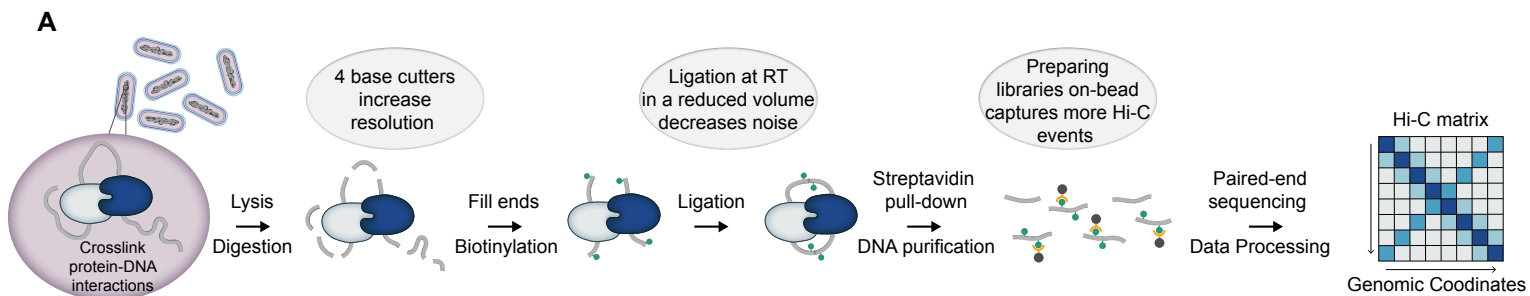 A
4 base cutters
increase
resolution
Ligation at RT
in a reduced volume
decreases noise
Preparing
libraries on-bead
captures more Hi-C
events
Hi-C matrix
Crosslink
protein-DNA
interactions
Lysis
Digestion
Fill ends
Biotinylation
Ligation
Streptavidin
pull-down
DNA purification
Paired-end
sequencing
Data Processing
Genomic Coodinates